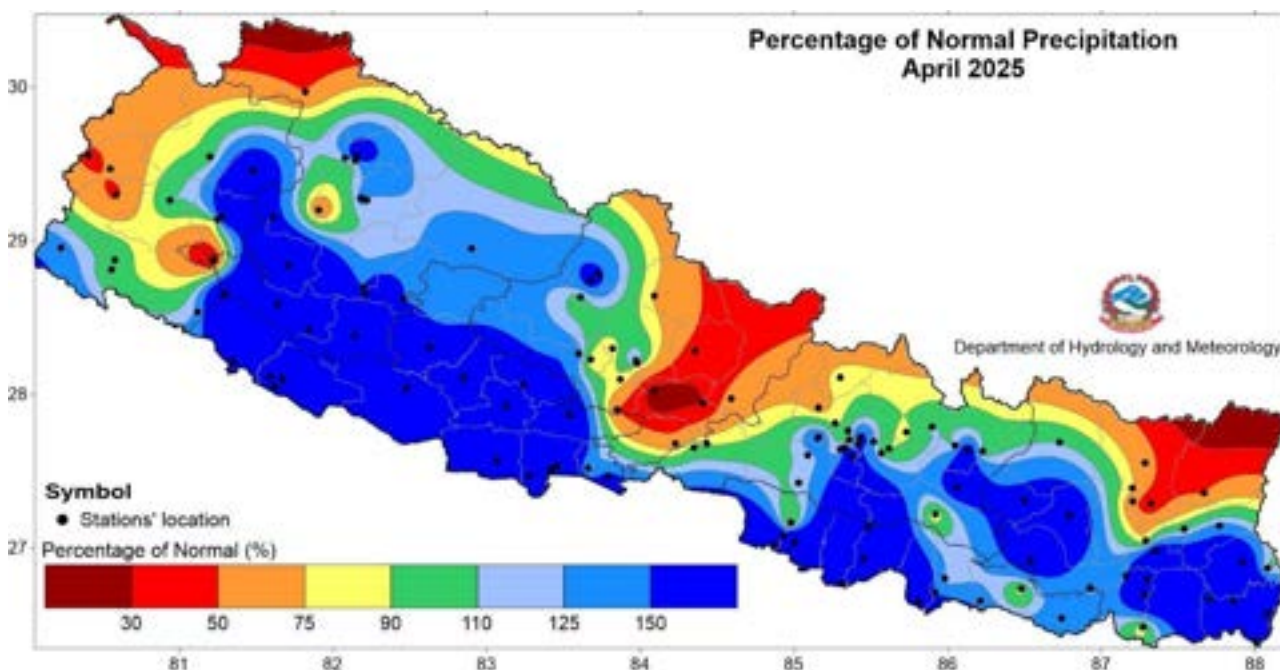 Percentage of Normal Precipitation
April 2025
30
29
28
27
Department of Hydrology and Meteorology
Symbol
Stations' location
Percentage of Normal (%)
30 50 75 90 110 125 150
81 82 83 84 85 86 87 88